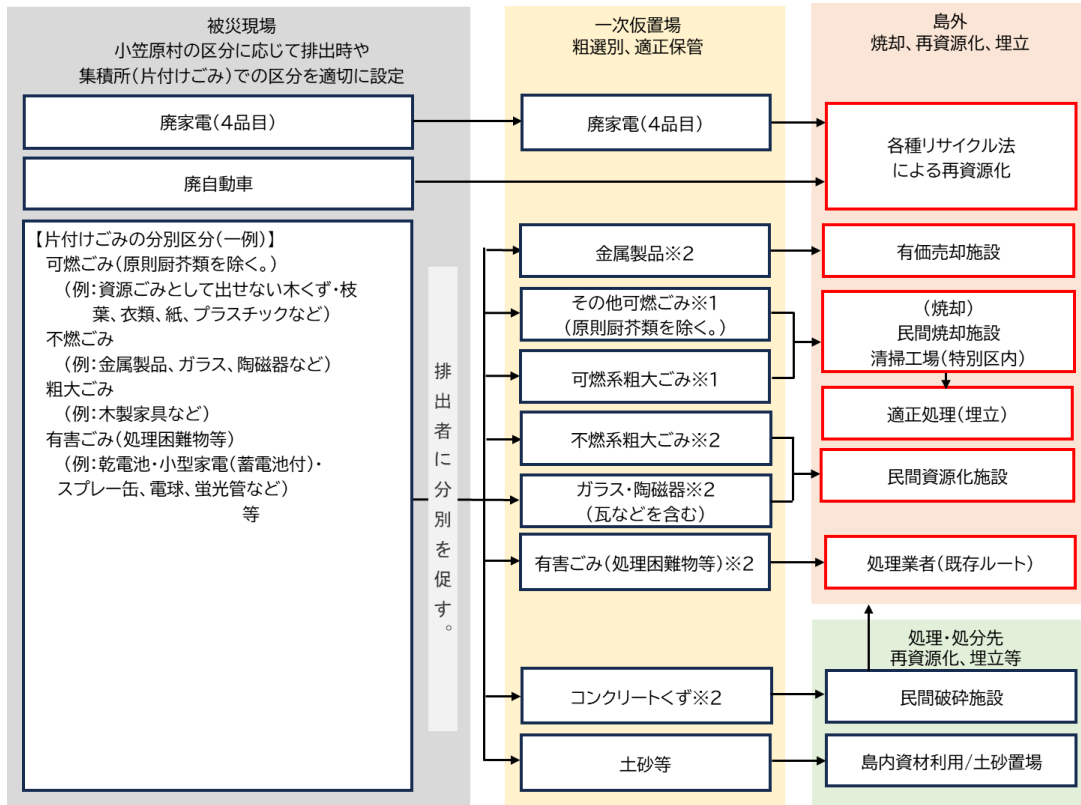 被災現場
小笠原村の区分に応じて排出時や
集積所(片付けごみ)での区分を適切に設定
廃家電(4品目)
廃自動車
【片付けごみの分別区分(一例)】
可燃ごみ(原則厨芥類を除く。)
(例:資源ごみとして出せない木くず・枝
葉、衣類、紙、プラスチックなど)
不燃ごみ
(例:金属製品、ガラス、陶磁器など)
粗大ごみ
(例:木製家具など)
有害ごみ(処理困難物等)
(例:乾電池・小型家電(蓄電池付)・
スプレー缶、電球、蛍光管など)
等
排出者に分別を促す。
一次仮置場
粗選別、適正保管
廃家電(4品目)
金属製品※2
その他可燃ごみ※1
(原則厨芥類を除く。)
可燃系粗大ごみ※1
不燃系粗大ごみ※2
ガラス・陶磁器※2
(瓦などを含む)
有害ごみ(処理困難物等)※2
コンクリートくず※2
土砂等
島外
焼却、再資源化、埋立
各種リサイクル法
による再資源化
有価売却施設
(焼却)
民間焼却施設
清掃工場(特別区内)
適正処理(埋立)
民間資源化施設
処理業者(既存ルート)
処理・処分先
再資源化、埋立等
民間破砕施設
島内資材利用/土砂置場